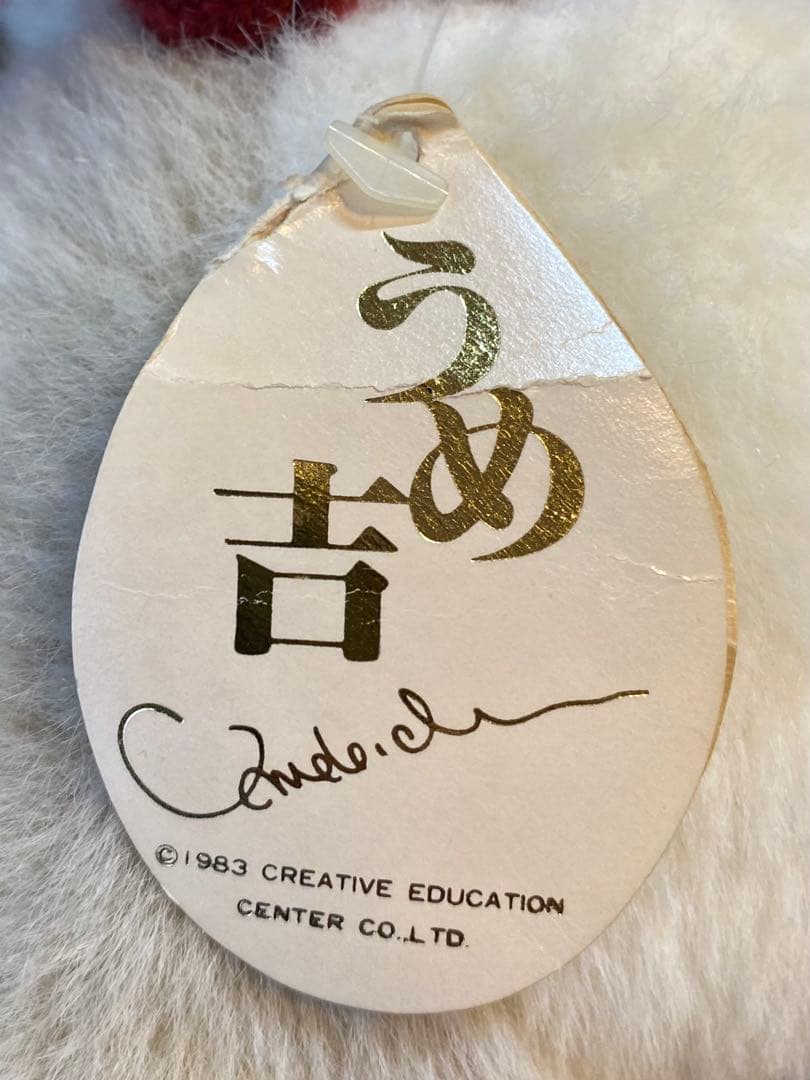 うめ
吉
©1983 CREATIVE EDUCATION
CENTER CO.,LTD.